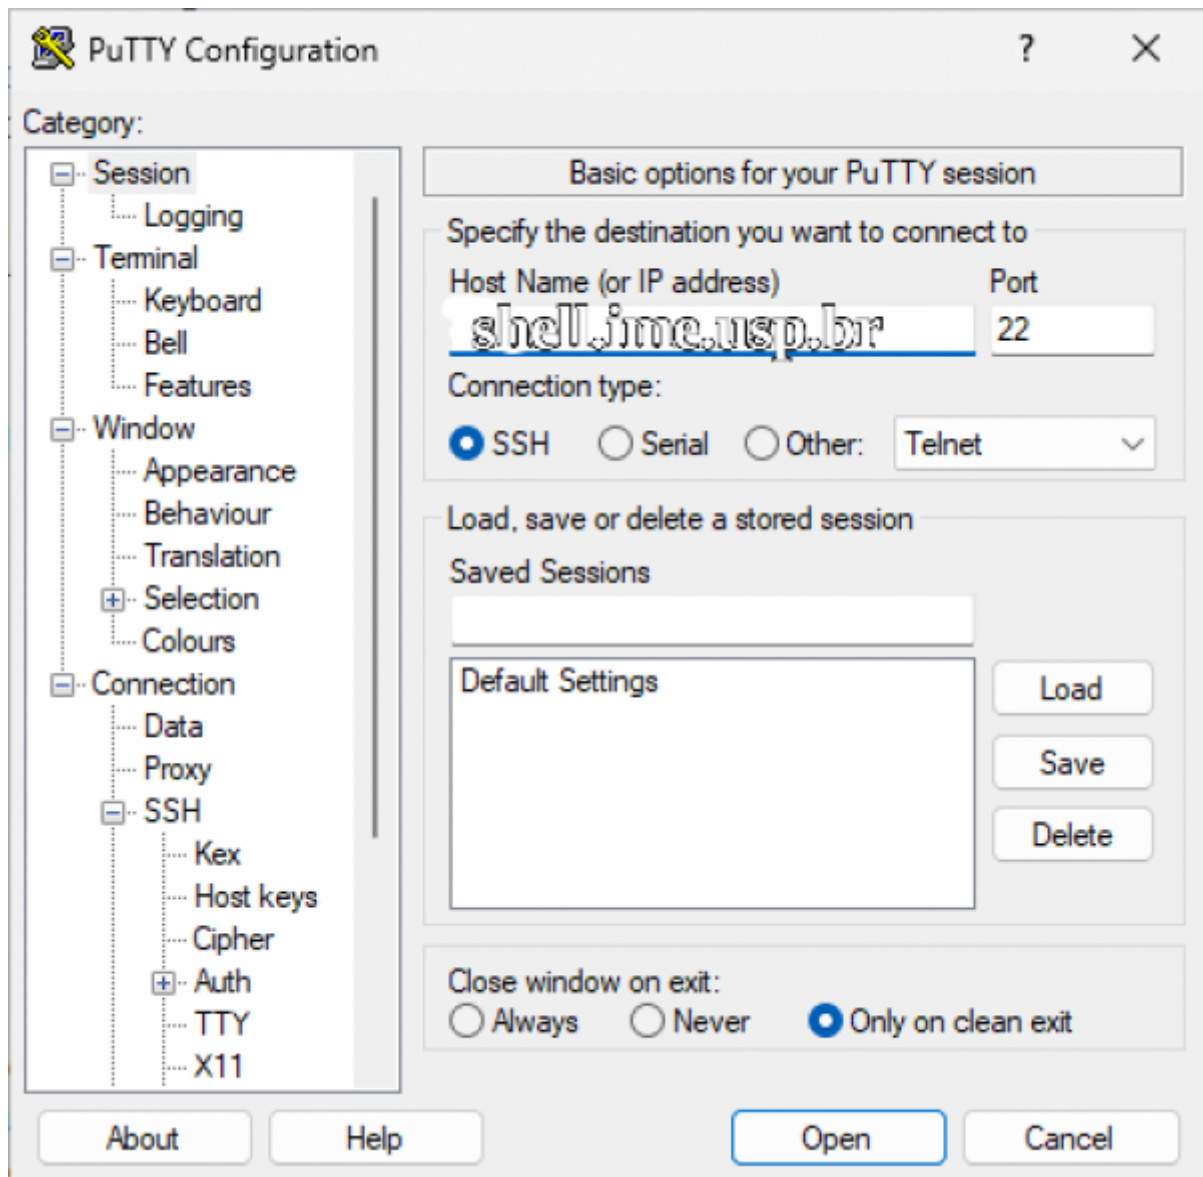 PuTTY Configuration
?
Category:
Session
Logging
Terminal
Keyboard
Bell
Features
Window
Appearance
Behaviour
Translation
Selection
Colours
Connection
Data
Proxy
SSH
Kex
Host keys
Cipher
Auth
TTY
X11
Basic options for your PuTTY session
Specify the destination you want to connect to
Host Name (or IP address) Port
shell.ime.usp.br 22
Connection type:
SSH Serial Other: Telnet
Load, save or delete a stored session
Saved Sessions
Default Settings
Load
Save
Delete
Close window on exit:
Always Never Only on clean exit
About Help Open Cancel